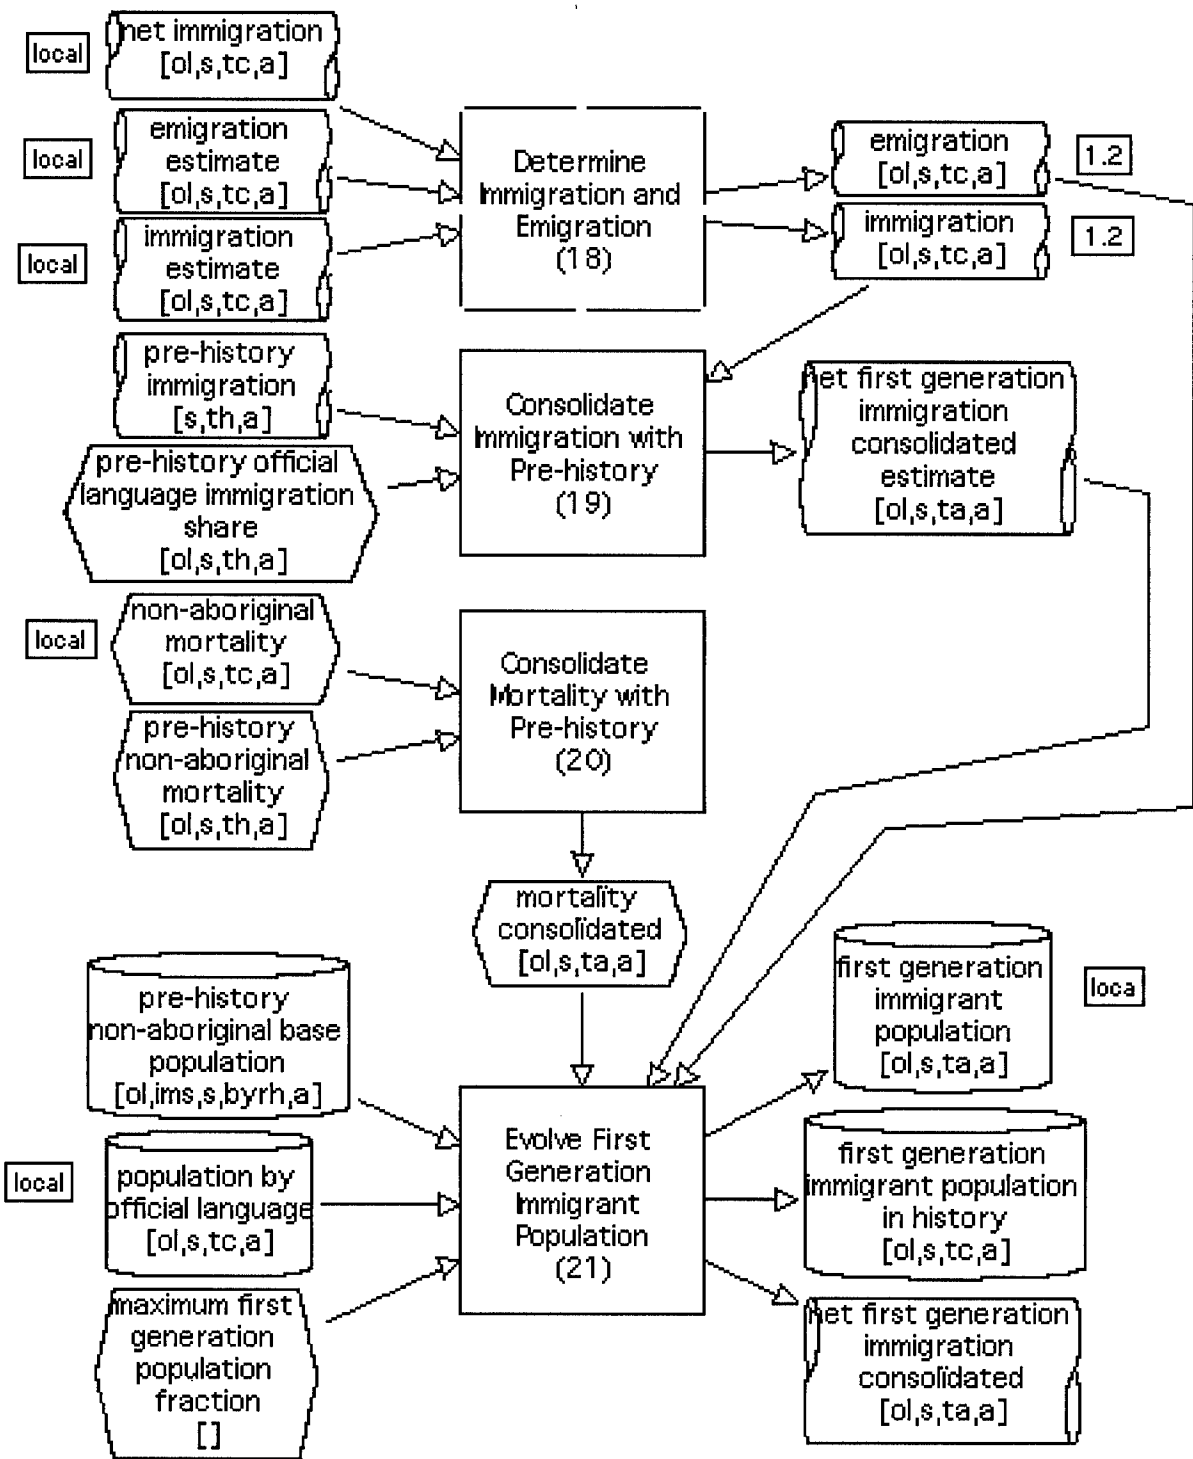 local
net immigration
[ol,s,tc,a]
local
emigration
estimate
[ol,s,tc,a]
local
immigration
estimate
[ol,s,tc,a]
Determine
Immigration and
Emigration
(18)
emigration
[ol,s,tc,a]
1.2
immigration
[ol,s,tc,a]
1.2
pre-history
immigration
[s,th,a]
pre-history official
language immigration
share
[ol,s,th,a]
Consolidate
Immigration with
Pre-history
(19)
net first generation
immigration
consolidated
estimate
[ol,s,ta,a]
local
non-aboriginal
mortality
[ol,s,tc,a]
pre-history
non-aboriginal
mortality
[ol,s,th,a]
Consolidate
Mortality with
Pre-history
(20)
mortality
consolidated
[ol,s,ta,a]
pre-history
non-aboriginal base
population
[ol,ims,s,byrh,a]
local
population by
official language
[ol,s,tc,a]
maximum first
generation
population
fraction
[]
Evolve First
Generation
Immigrant
Population
(21)
first generation
immigrant
population
[ol,s,ta,a]
loca
first generation
immigrant population
in history
[ol,s,tc,a]
net first generation
immigration
consolidated
[ol,s,ta,a]